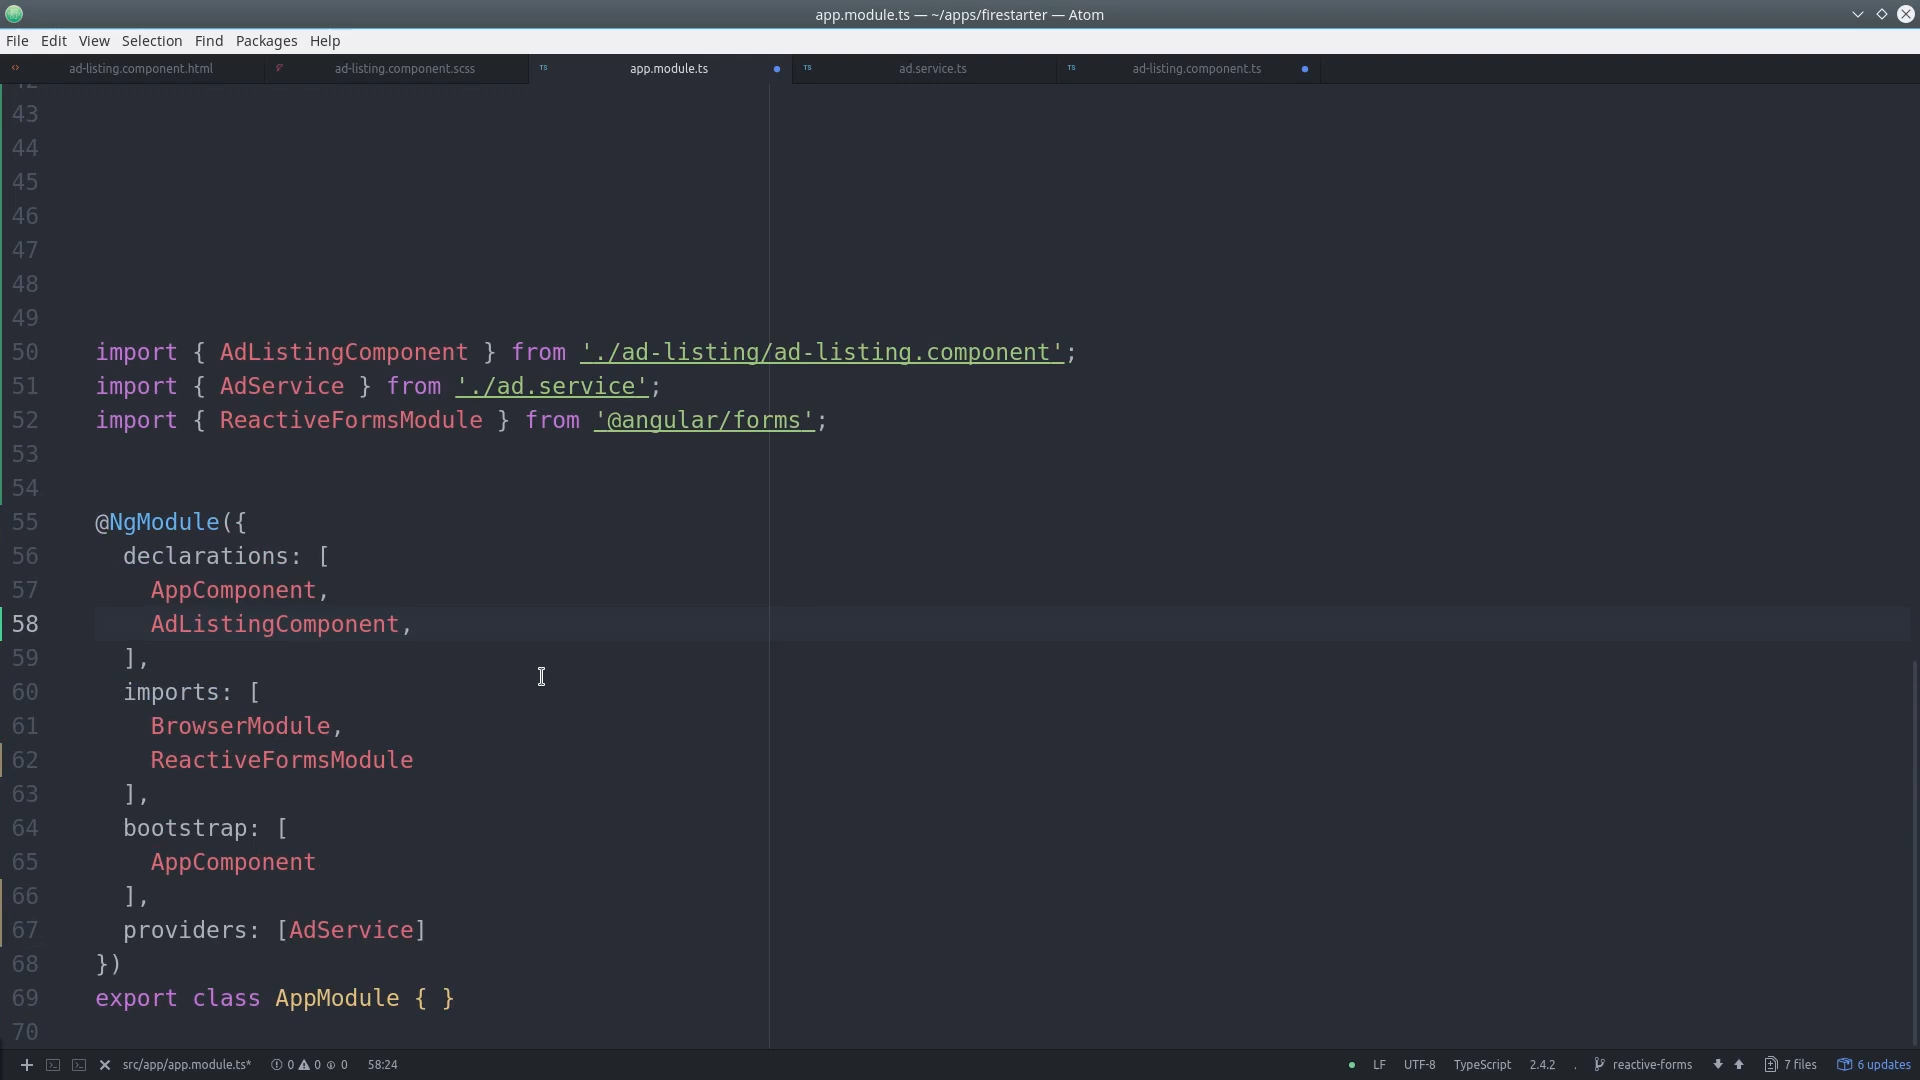 app.module.ts — ~/apps/firestarter — Atom
File Edit View Selection Find Packages Help
ad-listing.component.html ad-listing.component.scss TS app.module.ts TS ad.service.ts TS ad-listing.component.ts
42
43
44
45
46
47
48
49
50 import { AdListingComponent } from './ad-listing/ad-listing.component';
51 import { AdService } from './ad.service';
52 import { ReactiveFormsModule } from '@angular/forms';
53
54
55 @NgModule({
56 declarations: [
57 AppComponent,
58 AdListingComponent,
59 ],
60 imports: [
61 BrowserModule,
62 ReactiveFormsModule
63 ],
64 bootstrap: [
65 AppComponent
66 ],
67 providers: [AdService]
68 })
69 export class AppModule { }
70
src/app/app.module.ts* 0 0 0 58:24 LF UTF-8 TypeScript 2.4.2 . reactive-forms 7 files 6 updates